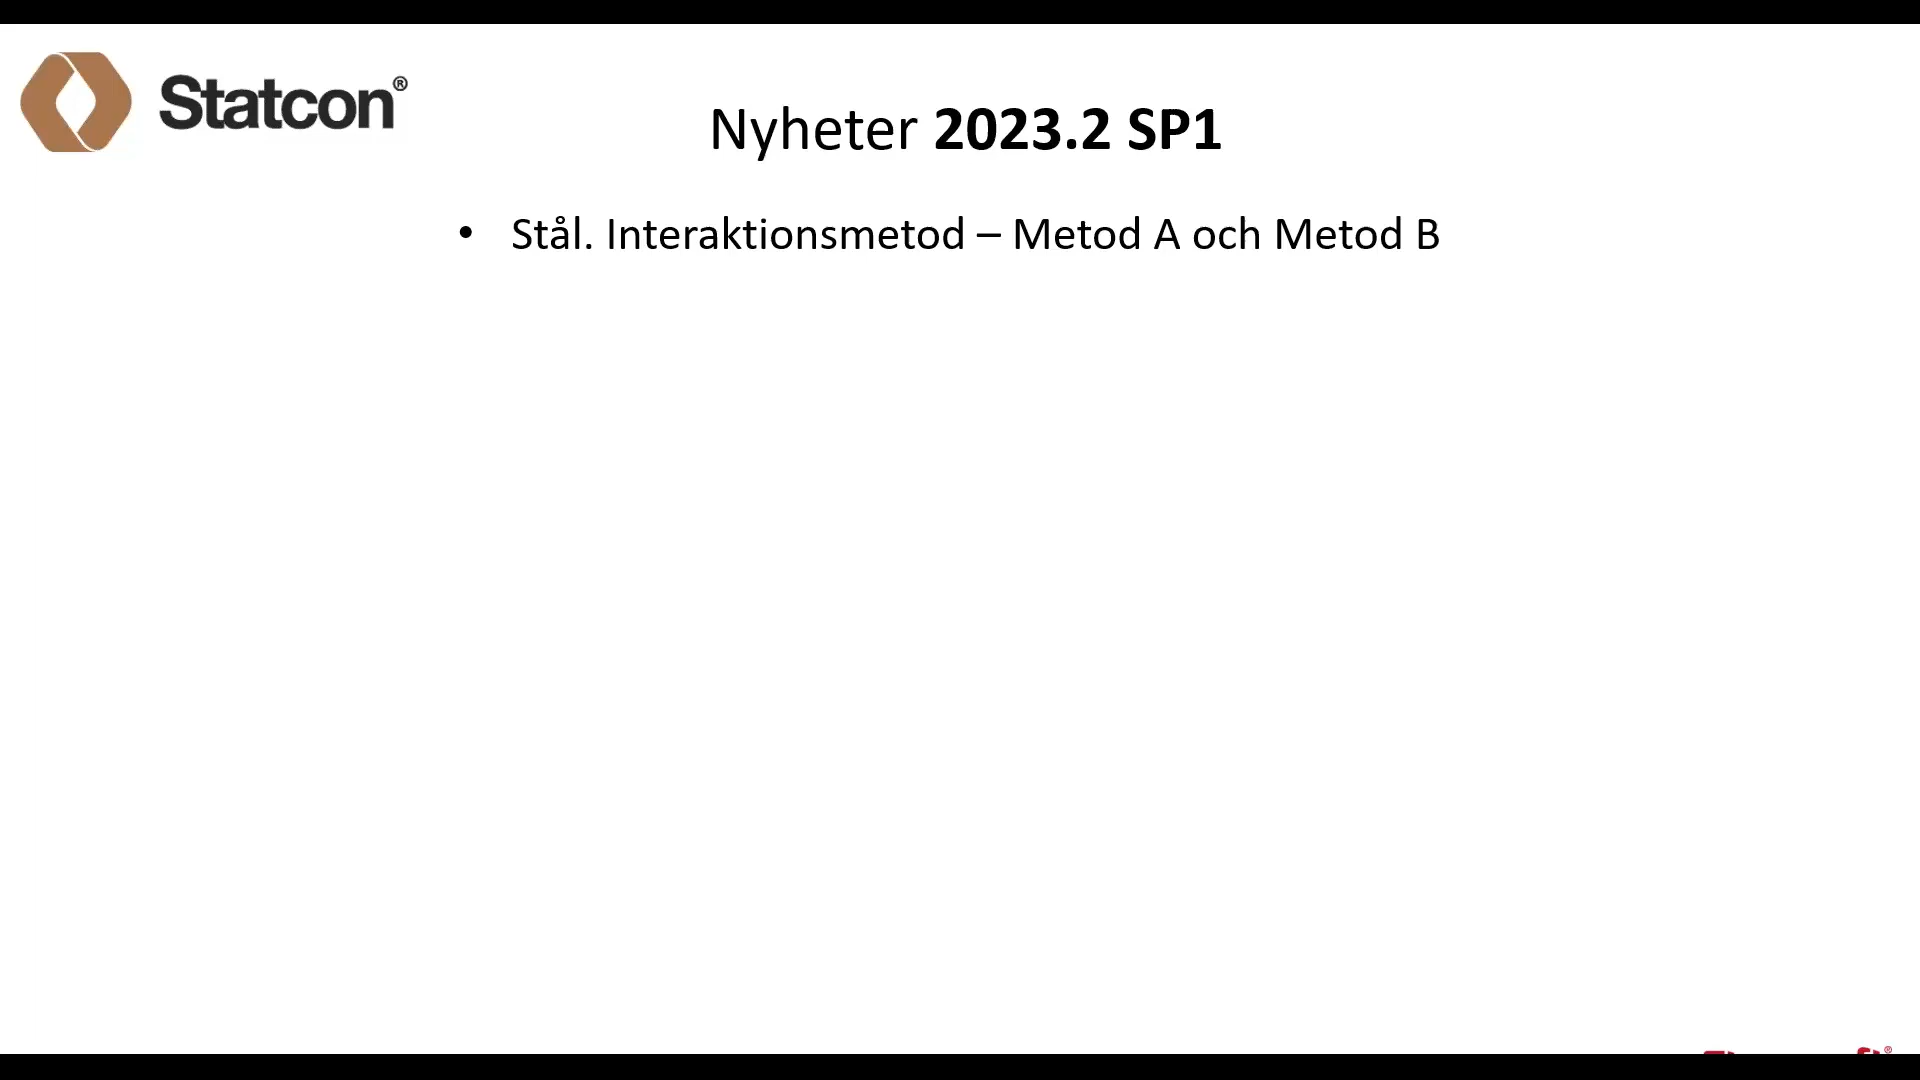 Statcon®
Nyheter 2023.2 SP1
• Stål. Interaktionsmetod – Metod A och Metod B